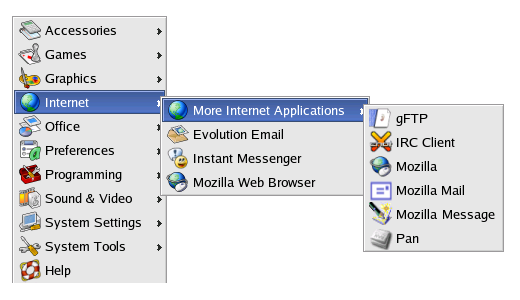 Accessories
Games
Graphics
Internet
Office
Preferences
Programming
Sound & Video
System Settings
System Tools
Help
More Internet Applications
Evolution Email
Instant Messenger
Mozilla Web Browser
gFTP
IRC Client
Mozilla
Mozilla Mail
Mozilla Message
Pan